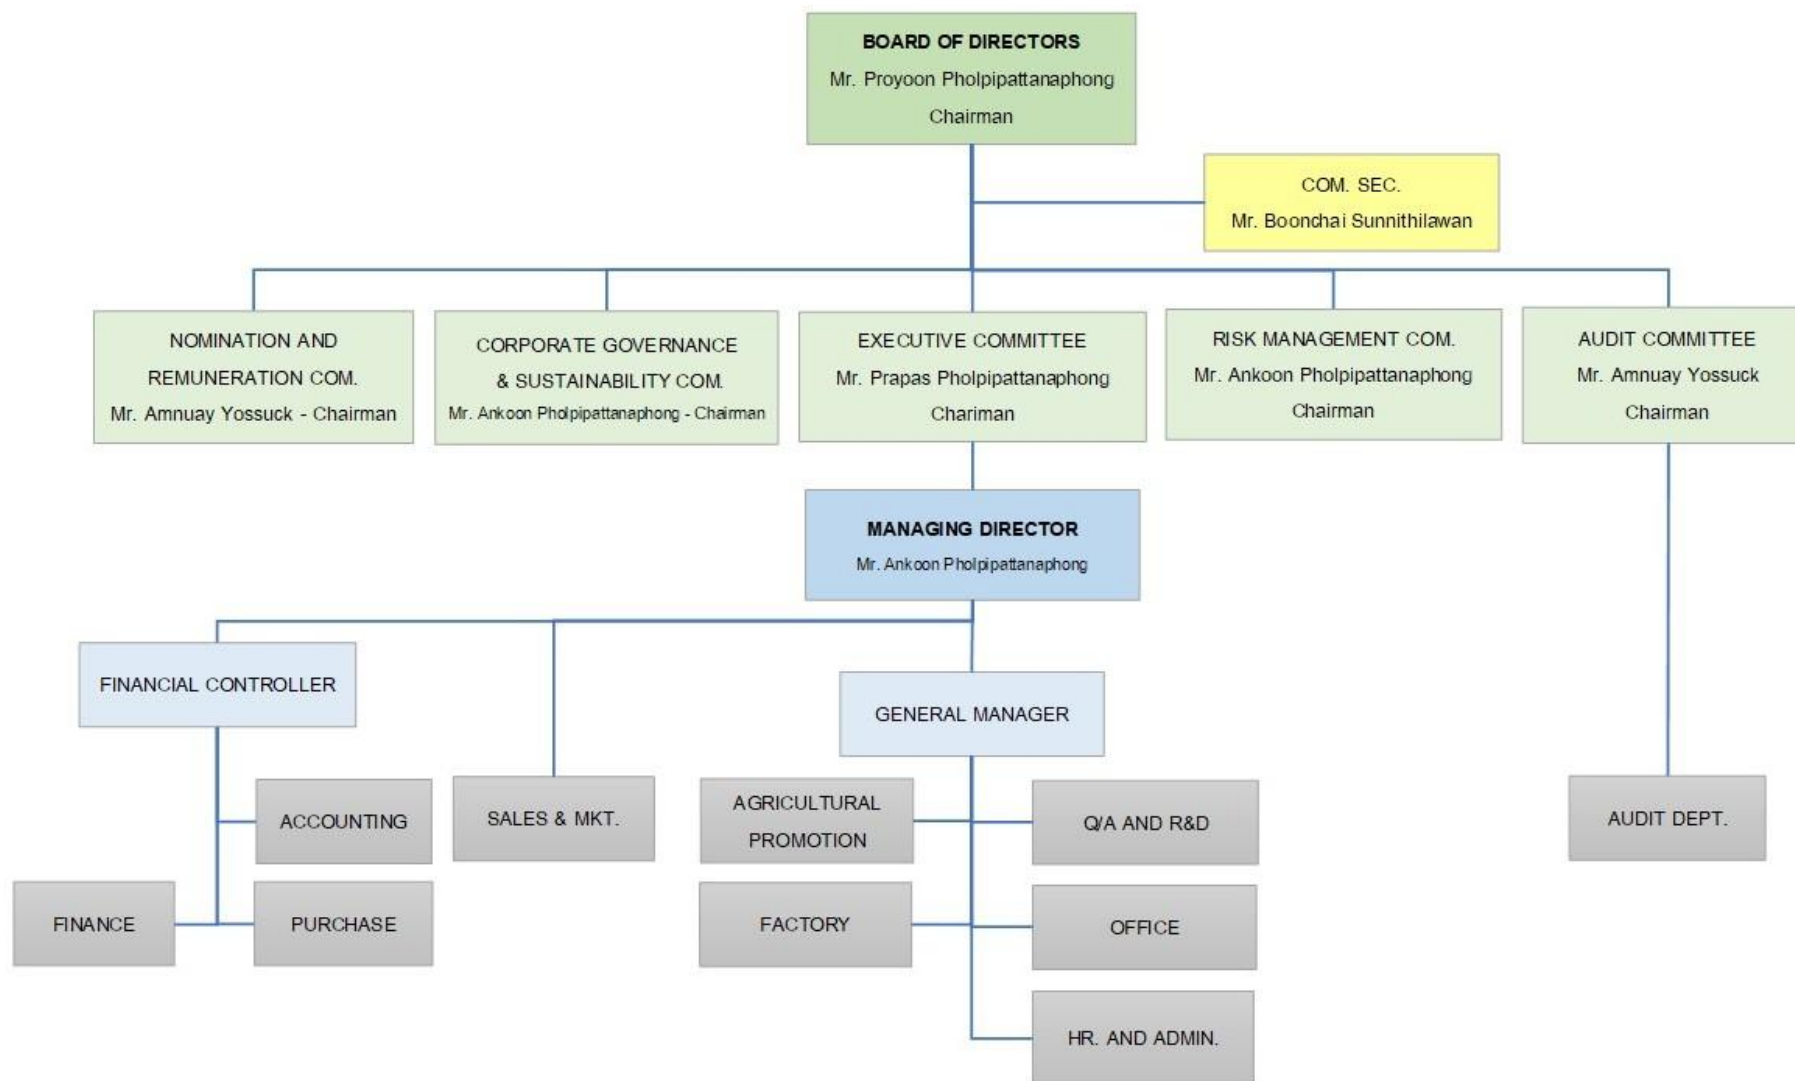 BOARD OF DIRECTORS
Mr. Proyoon Pholpipattanaphong
Chairman
COM. SEC.
Mr. Boonchai Sunnithilawan
NOMINATION AND
REMUNERATION COM.
Mr. Amnuay Yossuck - Chairman
CORPORATE GOVERNANCE
& SUSTAINABILITY COM.
Mr. Ankoon Pholpipattanaphong - Chairman
EXECUTIVE COMMITTEE
Mr. Prapas Pholpipattanaphong
Chariman
RISK MANAGEMENT COM.
Mr. Ankoon Pholpipattanaphong
Chairman
AUDIT COMMITTEE
Mr. Amnuay Yossuck
Chairman
MANAGING DIRECTOR
Mr. Ankoon Pholpipattanaphong
FINANCIAL CONTROLLER
GENERAL MANAGER
ACCOUNTING
SALES & MKT.
AGRICULTURAL
PROMOTION
Q/A AND R&D
AUDIT DEPT.
FINANCE
PURCHASE
FACTORY
OFFICE
HR. AND ADMIN.